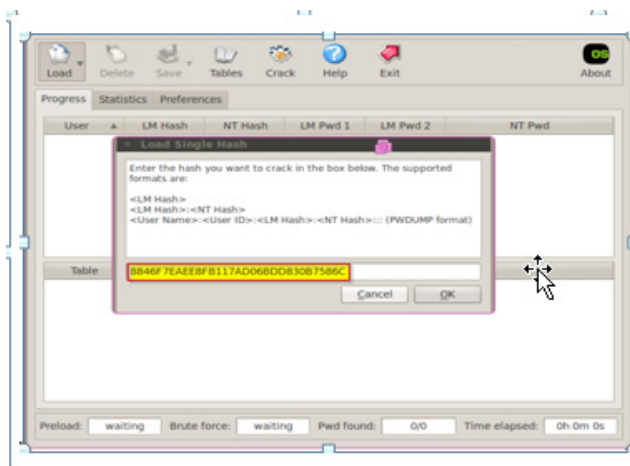 Load Delete Save Tables Crack Help Exit OS About
Progress Statistics Preferences
User LM Hash NT Hash LM Pwd 1 LM Pwd 2 NT Pwd
Load Single Hash
Enter the hash you want to crack in the box below. The supported
formats are:
<LM Hash>
<LM Hash>:<NT Hash>
<User Name>:<User ID>:<LM Hash>:<NT Hash>::: (PWDUMP format)
Table
8846F7EAEE8FB117AD06BDD830B7586C
Cancel OK
Preload: waiting Brute force: waiting Pwd found: 0/0 Time elapsed: 0h 0m 0s